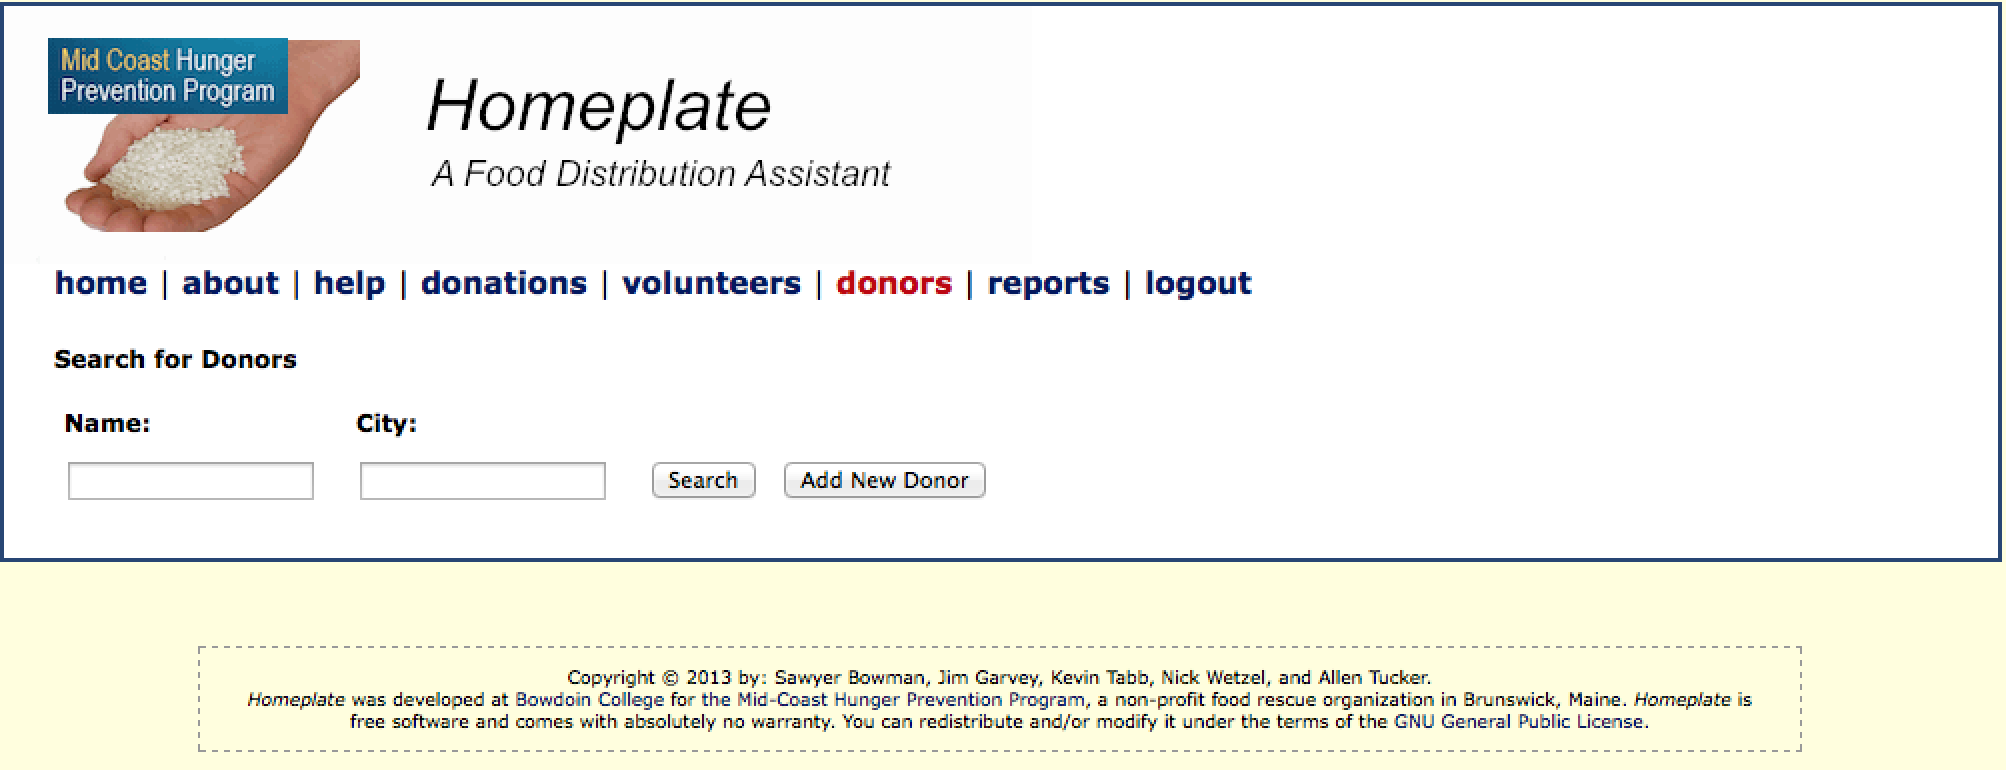 Mid Coast Hunger
Prevention Program
Homeplate
A Food Distribution Assistant
home | about | help | donations | volunteers | donors | reports | logout
Search for Donors
Name: City:
Search Add New Donor
Copyright © 2013 by: Sawyer Bowman, Jim Garvey, Kevin Tabb, Nick Wetzel, and Allen Tucker.
Homeplate was developed at Bowdoin College for the Mid-Coast Hunger Prevention Program, a non-profit food rescue organization in Brunswick, Maine. Homeplate is
free software and comes with absolutely no warranty. You can redistribute and/or modify it under the terms of the GNU General Public License.